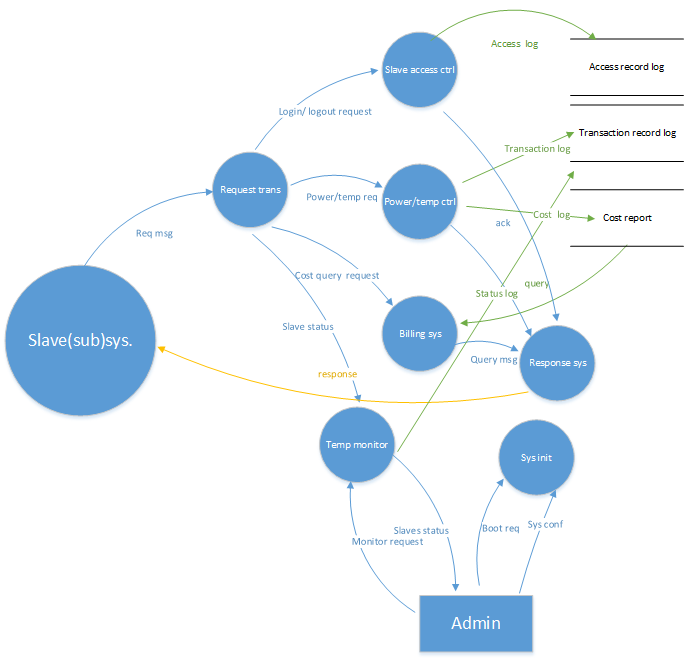 Access log
Slave access ctrl
Access record log
Login/ logout request
Transaction record log
Transaction log
Request trans
Power/temp req
Power/temp ctrl
Cost log
Cost report
ack
Req msg
Cost query request
query
Status log
Slave status
Slave(sub)sys.
Billing sys
Query msg
Response sys
response
Temp monitor
Sys init
Slaves status
Monitor request
Boot req
Sys conf
Admin